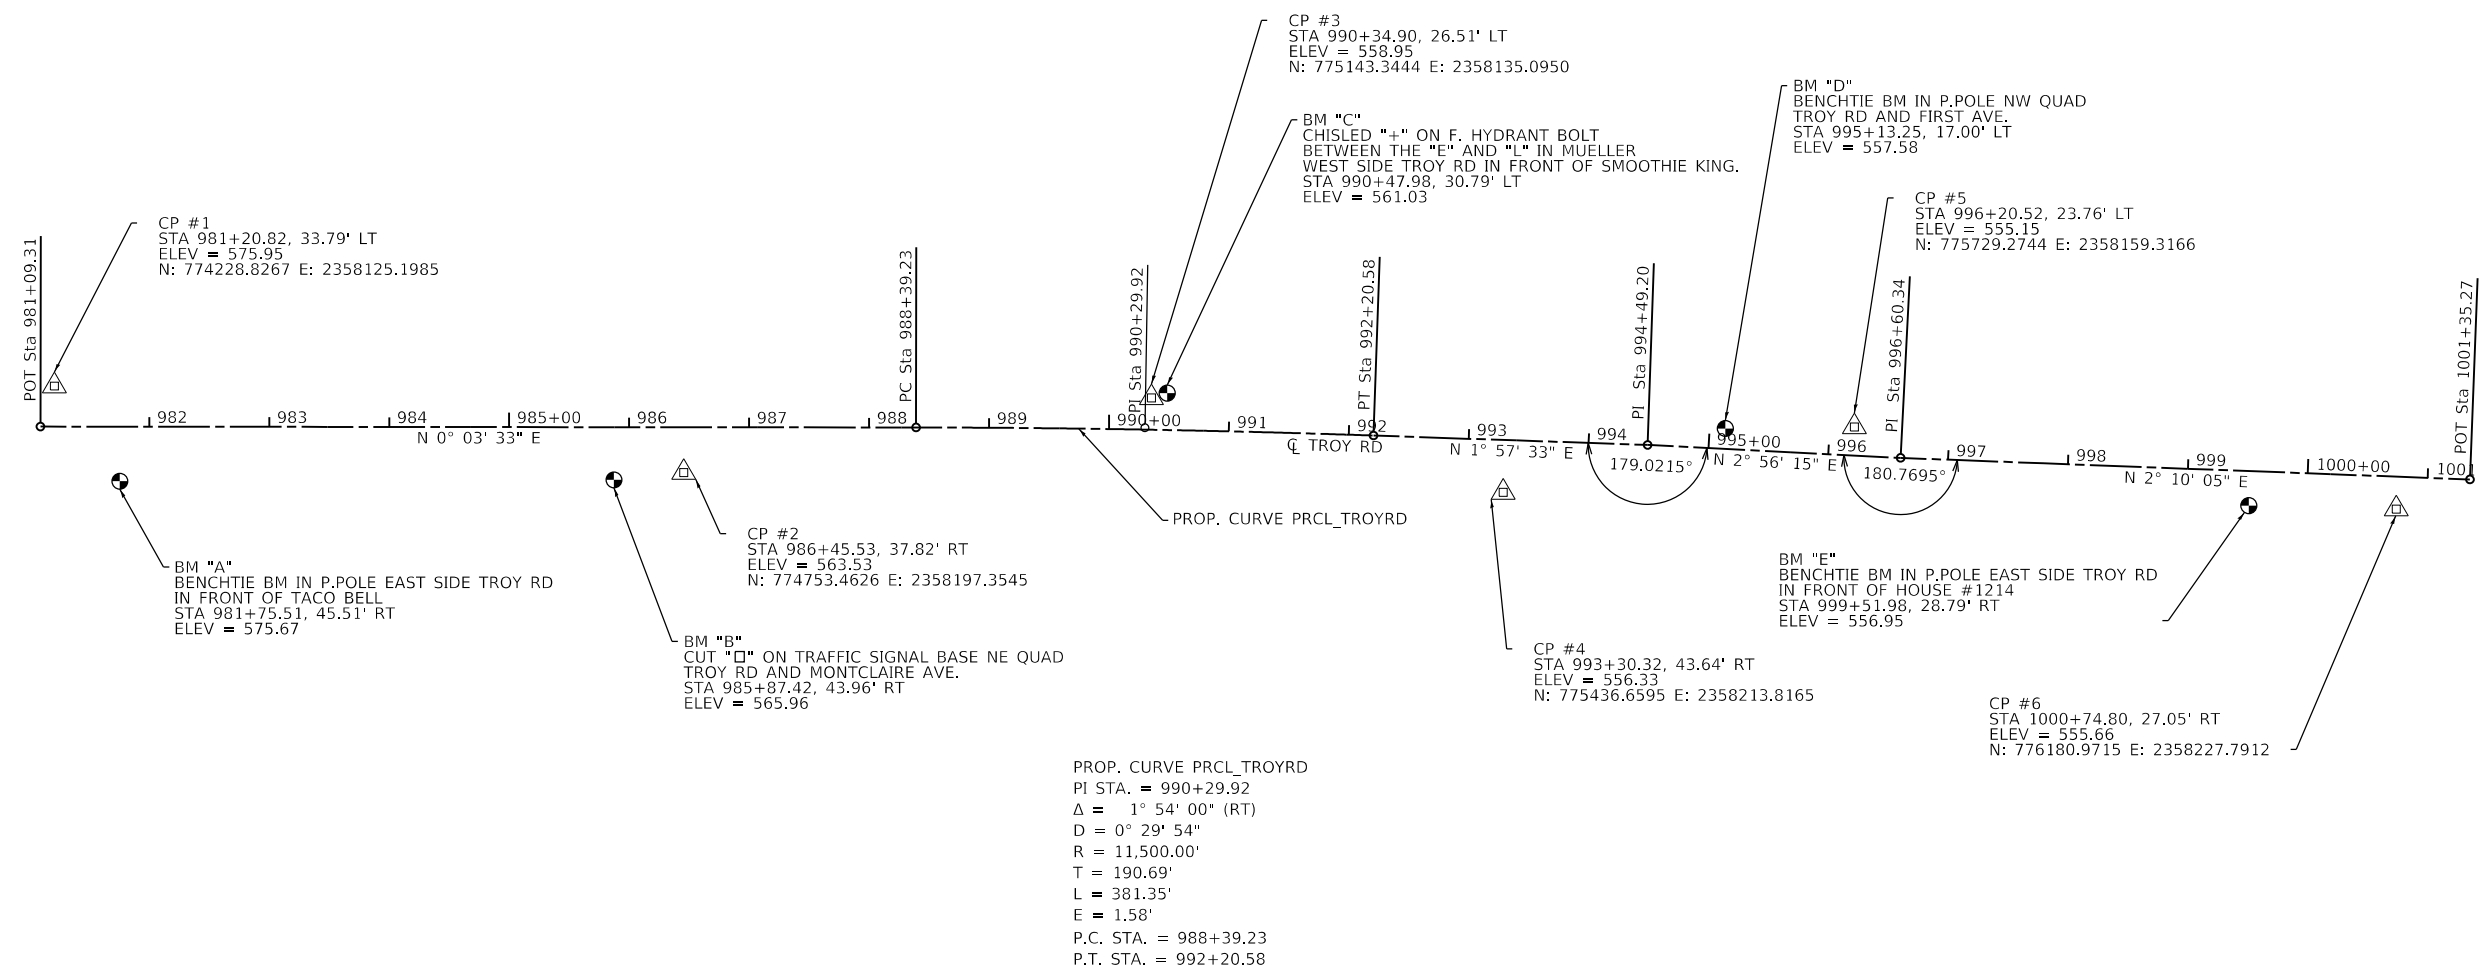 CP #3
STA 990+34.90, 26.51' LT
ELEV = 558.95
N: 775143.3444 E: 2358135.0950
BM "D"
BENCHTIE BM IN P.POLE NW QUAD
TROY RD AND FIRST AVE.
STA 995+13.25, 17.00' LT
ELEV = 557.58
BM "C"
CHISLED "+" ON F. HYDRANT BOLT
BETWEEN THE "E" AND "L" IN MUELLER
WEST SIDE TROY RD IN FRONT OF SMOOTHIE KING.
STA 990+47.98, 30.79' LT
ELEV = 561.03
CP #5
STA 996+20.52, 23.76' LT
ELEV = 555.15
N: 775729.2744 E: 2358159.3166
CP #1
STA 981+20.82, 33.79' LT
ELEV = 575.95
N: 774228.8267 E: 2358125.1985
POT Sta 981+09.31
PC Sta 988+39.23
PI Sta 990+29.92
PT Sta 992+20.58
PI Sta 994+49.20
PI Sta 996+60.34
POT Sta 1001+35.27
982
983
984
985+00
986
987
988
989
990+00
991
992
993
994
995+00
996
997
998
999
1000+00
1001
N 0° 03' 33" E
℄ TROY RD
N 1° 57' 33" E
179.0215°
N 2° 56' 15" E
180.7695°
N 2° 10' 05" E
PROP. CURVE PRCL_TROYRD
CP #2
STA 986+45.53, 37.82' RT
ELEV = 563.53
N: 774753.4626 E: 2358197.3545
BM "A"
BENCHTIE BM IN P.POLE EAST SIDE TROY RD
IN FRONT OF TACO BELL
STA 981+75.51, 45.51' RT
ELEV = 575.67
BM "E"
BENCHTIE BM IN P.POLE EAST SIDE TROY RD
IN FRONT OF HOUSE #1214
STA 999+51.98, 28.79' RT
ELEV = 556.95
BM "B"
CUT "□" ON TRAFFIC SIGNAL BASE NE QUAD
TROY RD AND MONTCLAIRE AVE.
STA 985+87.42, 43.96' RT
ELEV = 565.96
CP #4
STA 993+30.32, 43.64' RT
ELEV = 556.33
N: 775436.6595 E: 2358213.8165
CP #6
STA 1000+74.80, 27.05' RT
ELEV = 555.66
N: 776180.9715 E: 2358227.7912
PROP. CURVE PRCL_TROYRD
PI STA. = 990+29.92
Δ = 1° 54' 00" (RT)
D = 0° 29' 54"
R = 11,500.00'
T = 190.69'
L = 381.35'
E = 1.58'
P.C. STA. = 988+39.23
P.T. STA. = 992+20.58